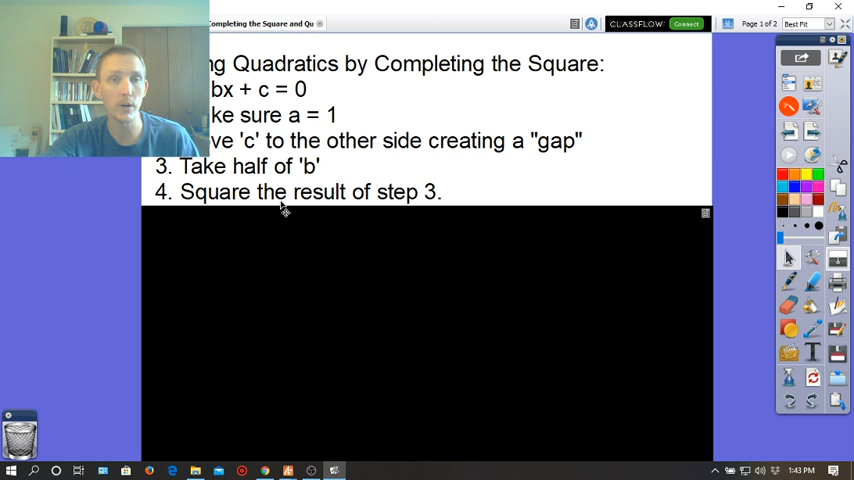 Completing the Square and Qu
CLASSFLOW Connect
Page 1 of 2 Best Fit
ng Quadratics by Completing the Square:
bx + c = 0
ke sure a = 1
ve 'c' to the other side creating a "gap"
3. Take half of 'b'
4. Square the result of step 3.
1:43 PM